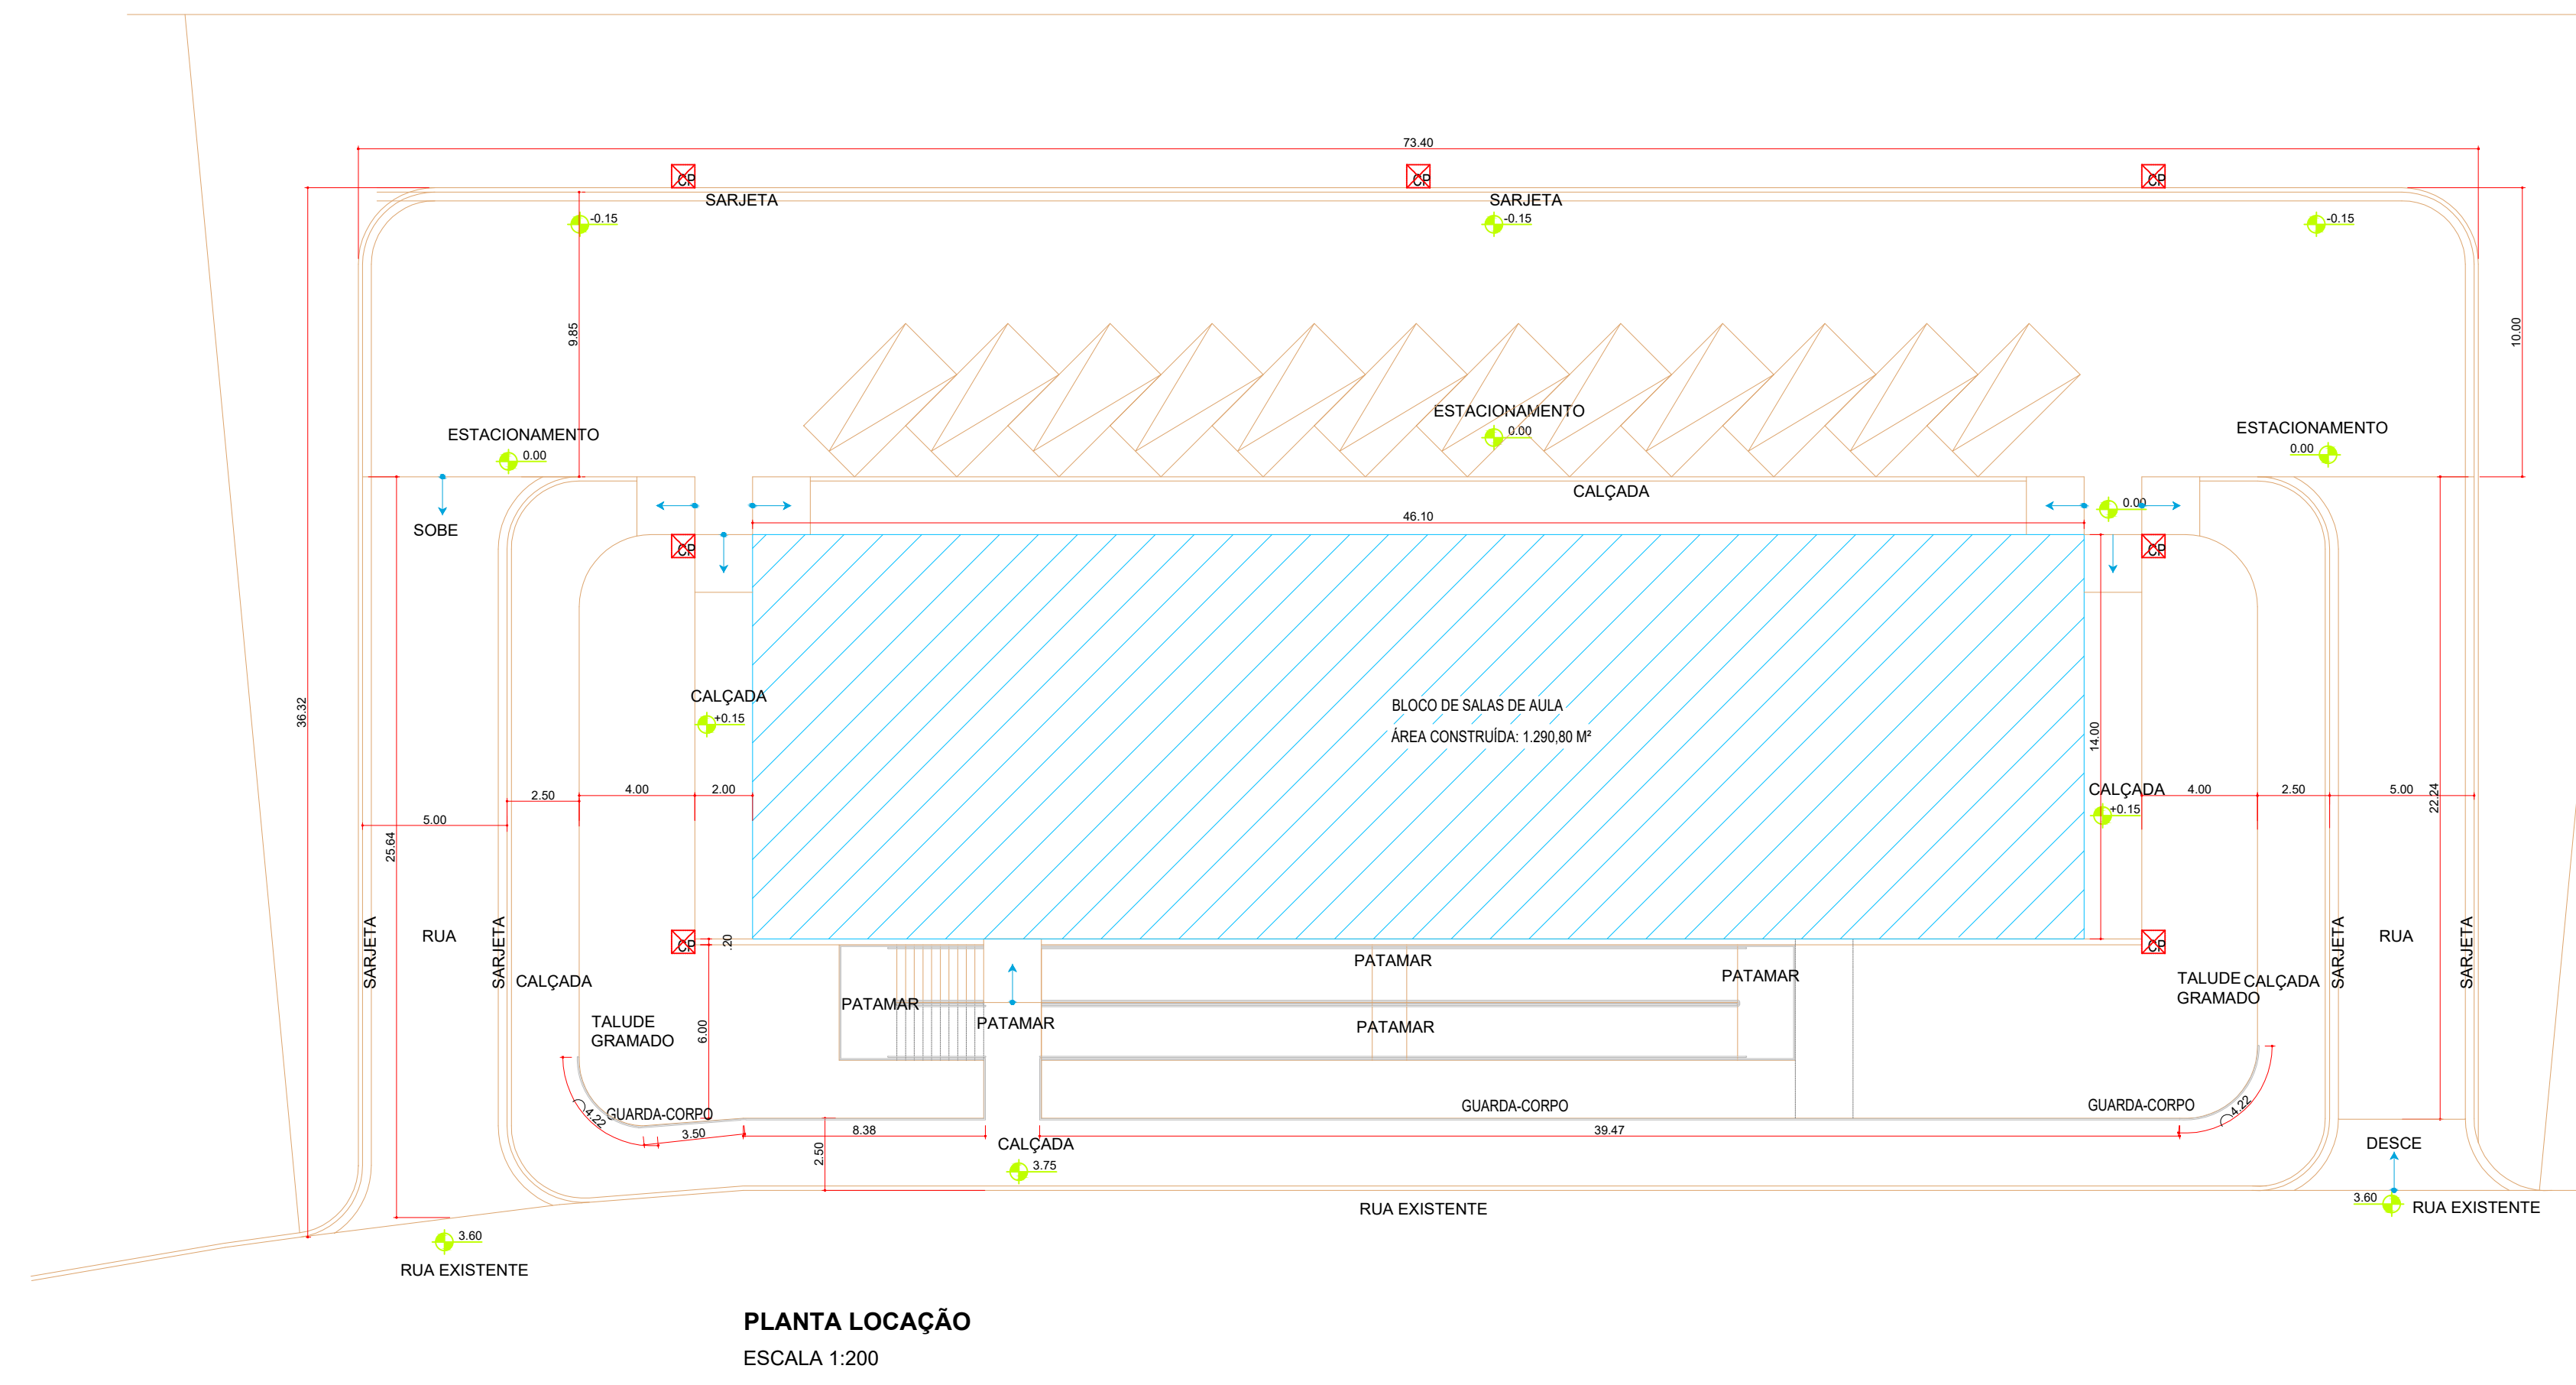 73.40
CP
CP
CP
SARJETA
SARJETA
-0.15
-0.15
-0.15
9.85
10.00
ESTACIONAMENTO
0.00
ESTACIONAMENTO
0.00
ESTACIONAMENTO
0.00
SOBE
CALÇADA
46.10
0.00
CP
CP
36.32
CALÇADA
+0.15
BLOCO DE SALAS DE AULA
ÁREA CONSTRUÍDA: 1.290,80 M²
14.00
CALÇADA
+0.15
5.00
2.50
4.00
2.00
4.00
2.50
5.00
25.64
22.24
SARJETA
RUA
SARJETA
CALÇADA
CP
.20
PATAMAR
PATAMAR
PATAMAR
PATAMAR
PATAMAR
CP
TALUDE
GRAMADO
CALÇADA
SARJETA
RUA
SARJETA
TALUDE
GRAMADO
6.00
4.22
GUARDA-CORPO
3.50
8.38
GUARDA-CORPO
39.47
GUARDA-CORPO
4.22
2.50
CALÇADA
3.75
DESCE
3.60
RUA EXISTENTE
RUA EXISTENTE
3.60
RUA EXISTENTE
PLANTA LOCAÇÃO
ESCALA 1:200